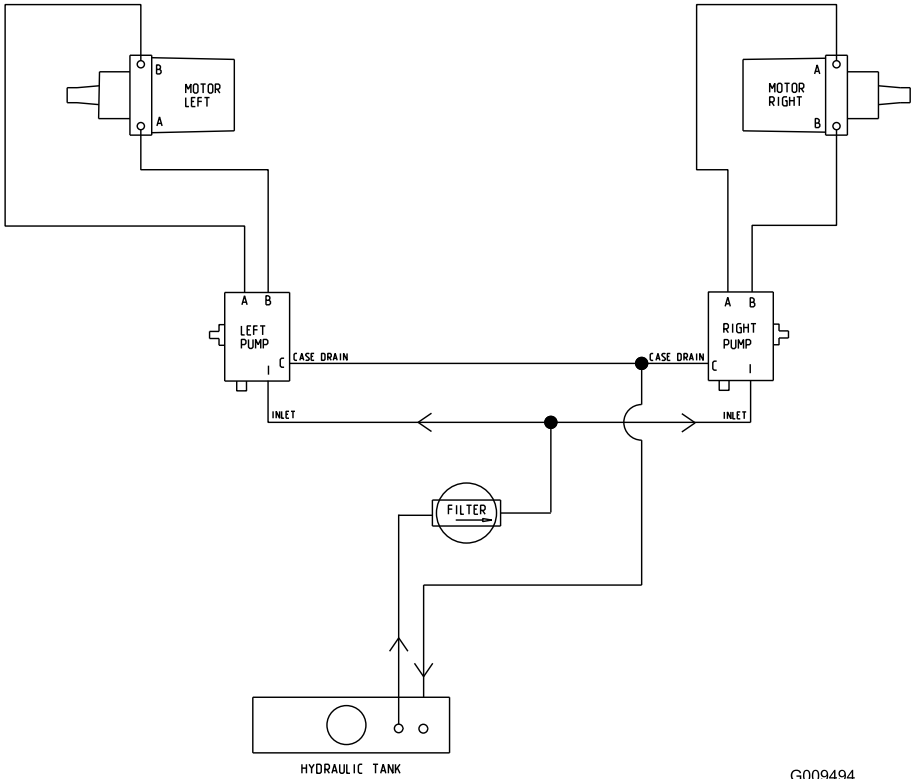 B
MOTOR
LEFT
A
A
MOTOR
RIGHT
B
A B
LEFT
PUMP
C
I
CASE DRAIN
INLET
A B
RIGHT
PUMP
C
I
CASE DRAIN
INLET
FILTER
HYDRAULIC TANK
G009494